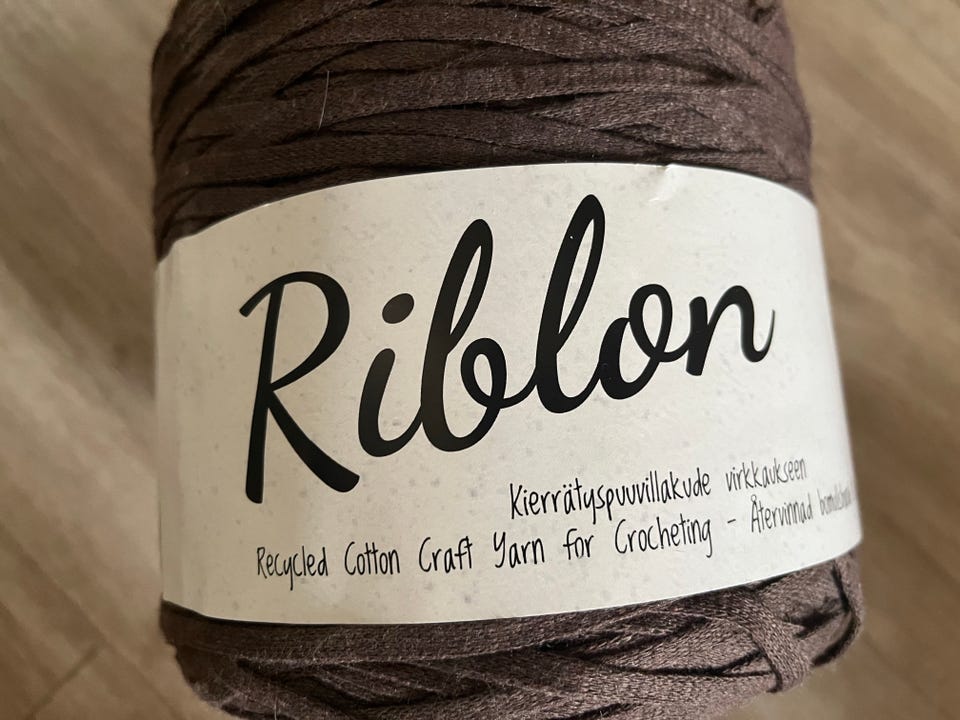 Riblon
Kierrätyspuuvillakude virkkaukseen
Recycled Cotton Craft Yarn for Crocheting - Återvinnad